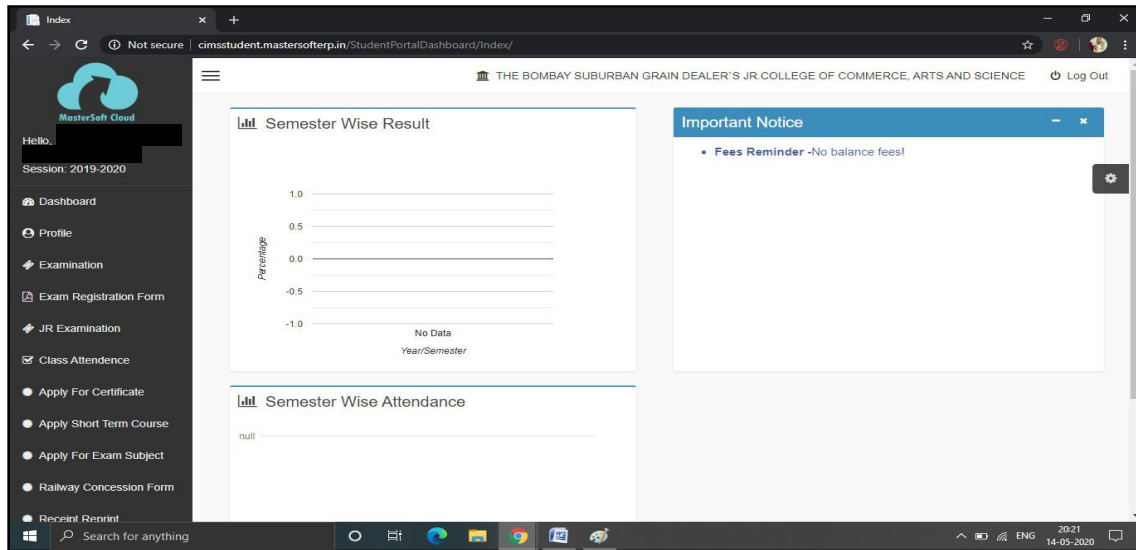 Index
Not secure
cimsstudent.mastersofterp.in/StudentPortalDashboard/Index/
MasterSoft Cloud
Hello,
Session: 2019-2020
Dashboard
Profile
Examination
Exam Registration Form
JR Examination
Class Attendence
Apply For Certificate
Apply Short Term Course
Apply For Exam Subject
Railway Concession Form
Receipt Reprint
THE BOMBAY SUBURBAN GRAIN DEALER'S JR.COLLEGE OF COMMERCE, ARTS AND SCIENCE
Log Out
Semester Wise Result
1.0
0.5
0.0
-0.5
-1.0
Percentage
No Data
Year/Semester
Important Notice
Fees Reminder -No balance fees!
Semester Wise Attendance
null
Search for anything
ENG
20:21
14-05-2020